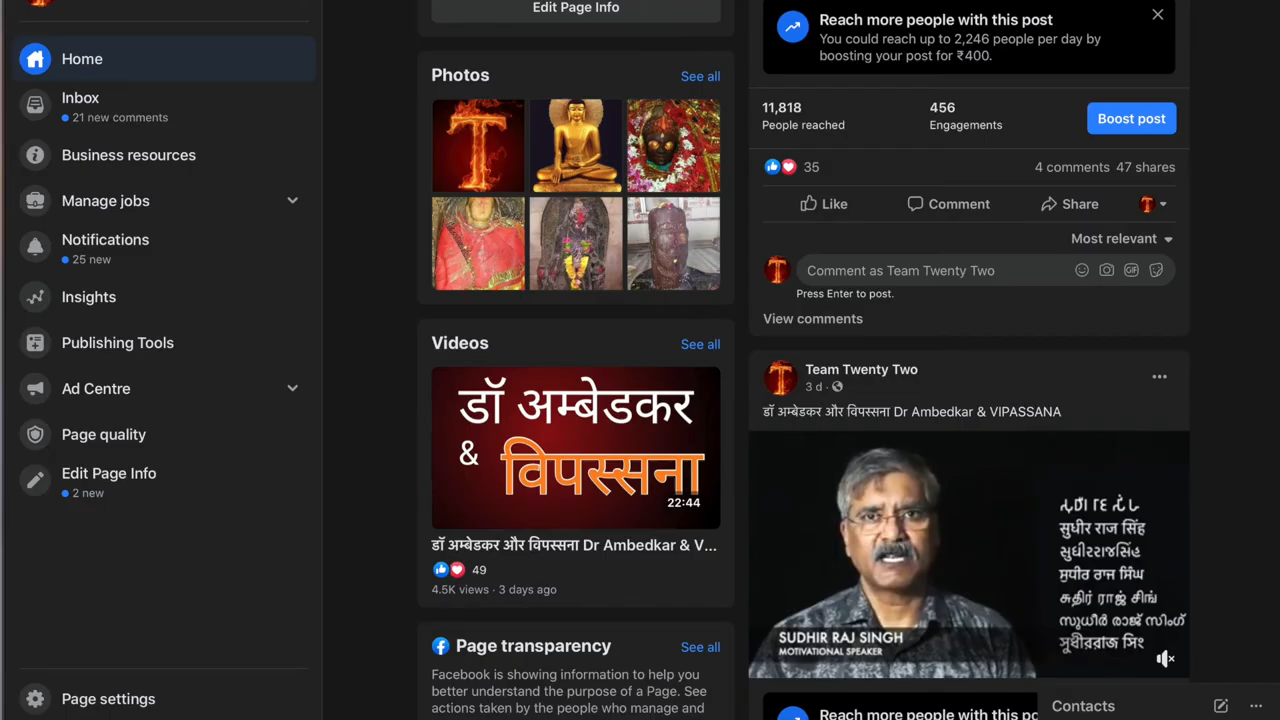 Home
Inbox
21 new comments
Business resources
Manage jobs
Notifications
25 new
Insights
Publishing Tools
Ad Centre
Page quality
Edit Page Info
2 new
Page settings
Edit Page Info
Photos
See all
T
Videos
See all
डॉ अम्बेडकर
&
विपस्सना
22:44
डॉ अम्बेडकर और विपस्सना Dr Ambedkar & V...
49
4.5K views · 3 days ago
Page transparency
See all
Facebook is showing information to help you
better understand the purpose of a Page. See
actions taken by the people who manage and
Reach more people with this post
You could reach up to 2,246 people per day by
boosting your post for ₹400.
11,818
People reached
456
Engagements
Boost post
35
4 comments 47 shares
Like
Comment
Share
Most relevant
Comment as Team Twenty Two
GIF
Press Enter to post.
View comments
Team Twenty Two
3 d ·
डॉ अम्बेडकर और विपस्सना Dr Ambedkar & VIPASSANA
सुधीर राज सिंह
SUDHIR RAJ SINGH
MOTIVATIONAL SPEAKER
Reach more people with this po
Contacts